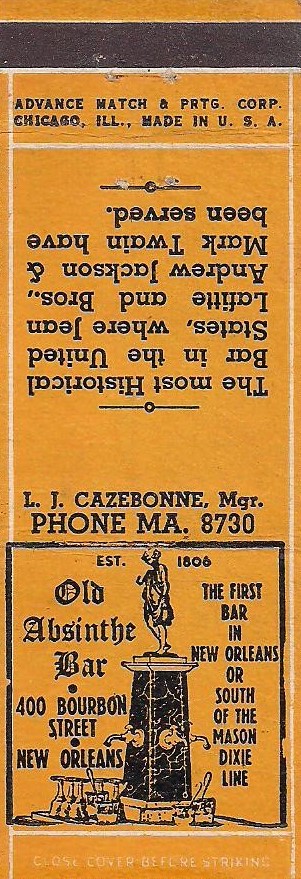 ADVANCE MATCH & PRTG. CORP.
CHICAGO, ILL., MADE IN U. S. A.
The most Historical
Bar in the United
States, where Jean
Lafitte and Bros.,
Andrew Jackson &
Mark Twain have
been served.
L. J. CAZEBONNE, Mgr.
PHONE MA. 8730
EST. 1806
Old
Absinthe
Bar
400 BOURBON
STREET
NEW ORLEANS
THE FIRST
BAR
IN
NEW ORLEANS
OR
SOUTH
OF THE
MASON
DIXIE
LINE
CLOSE COVER BEFORE STRIKING